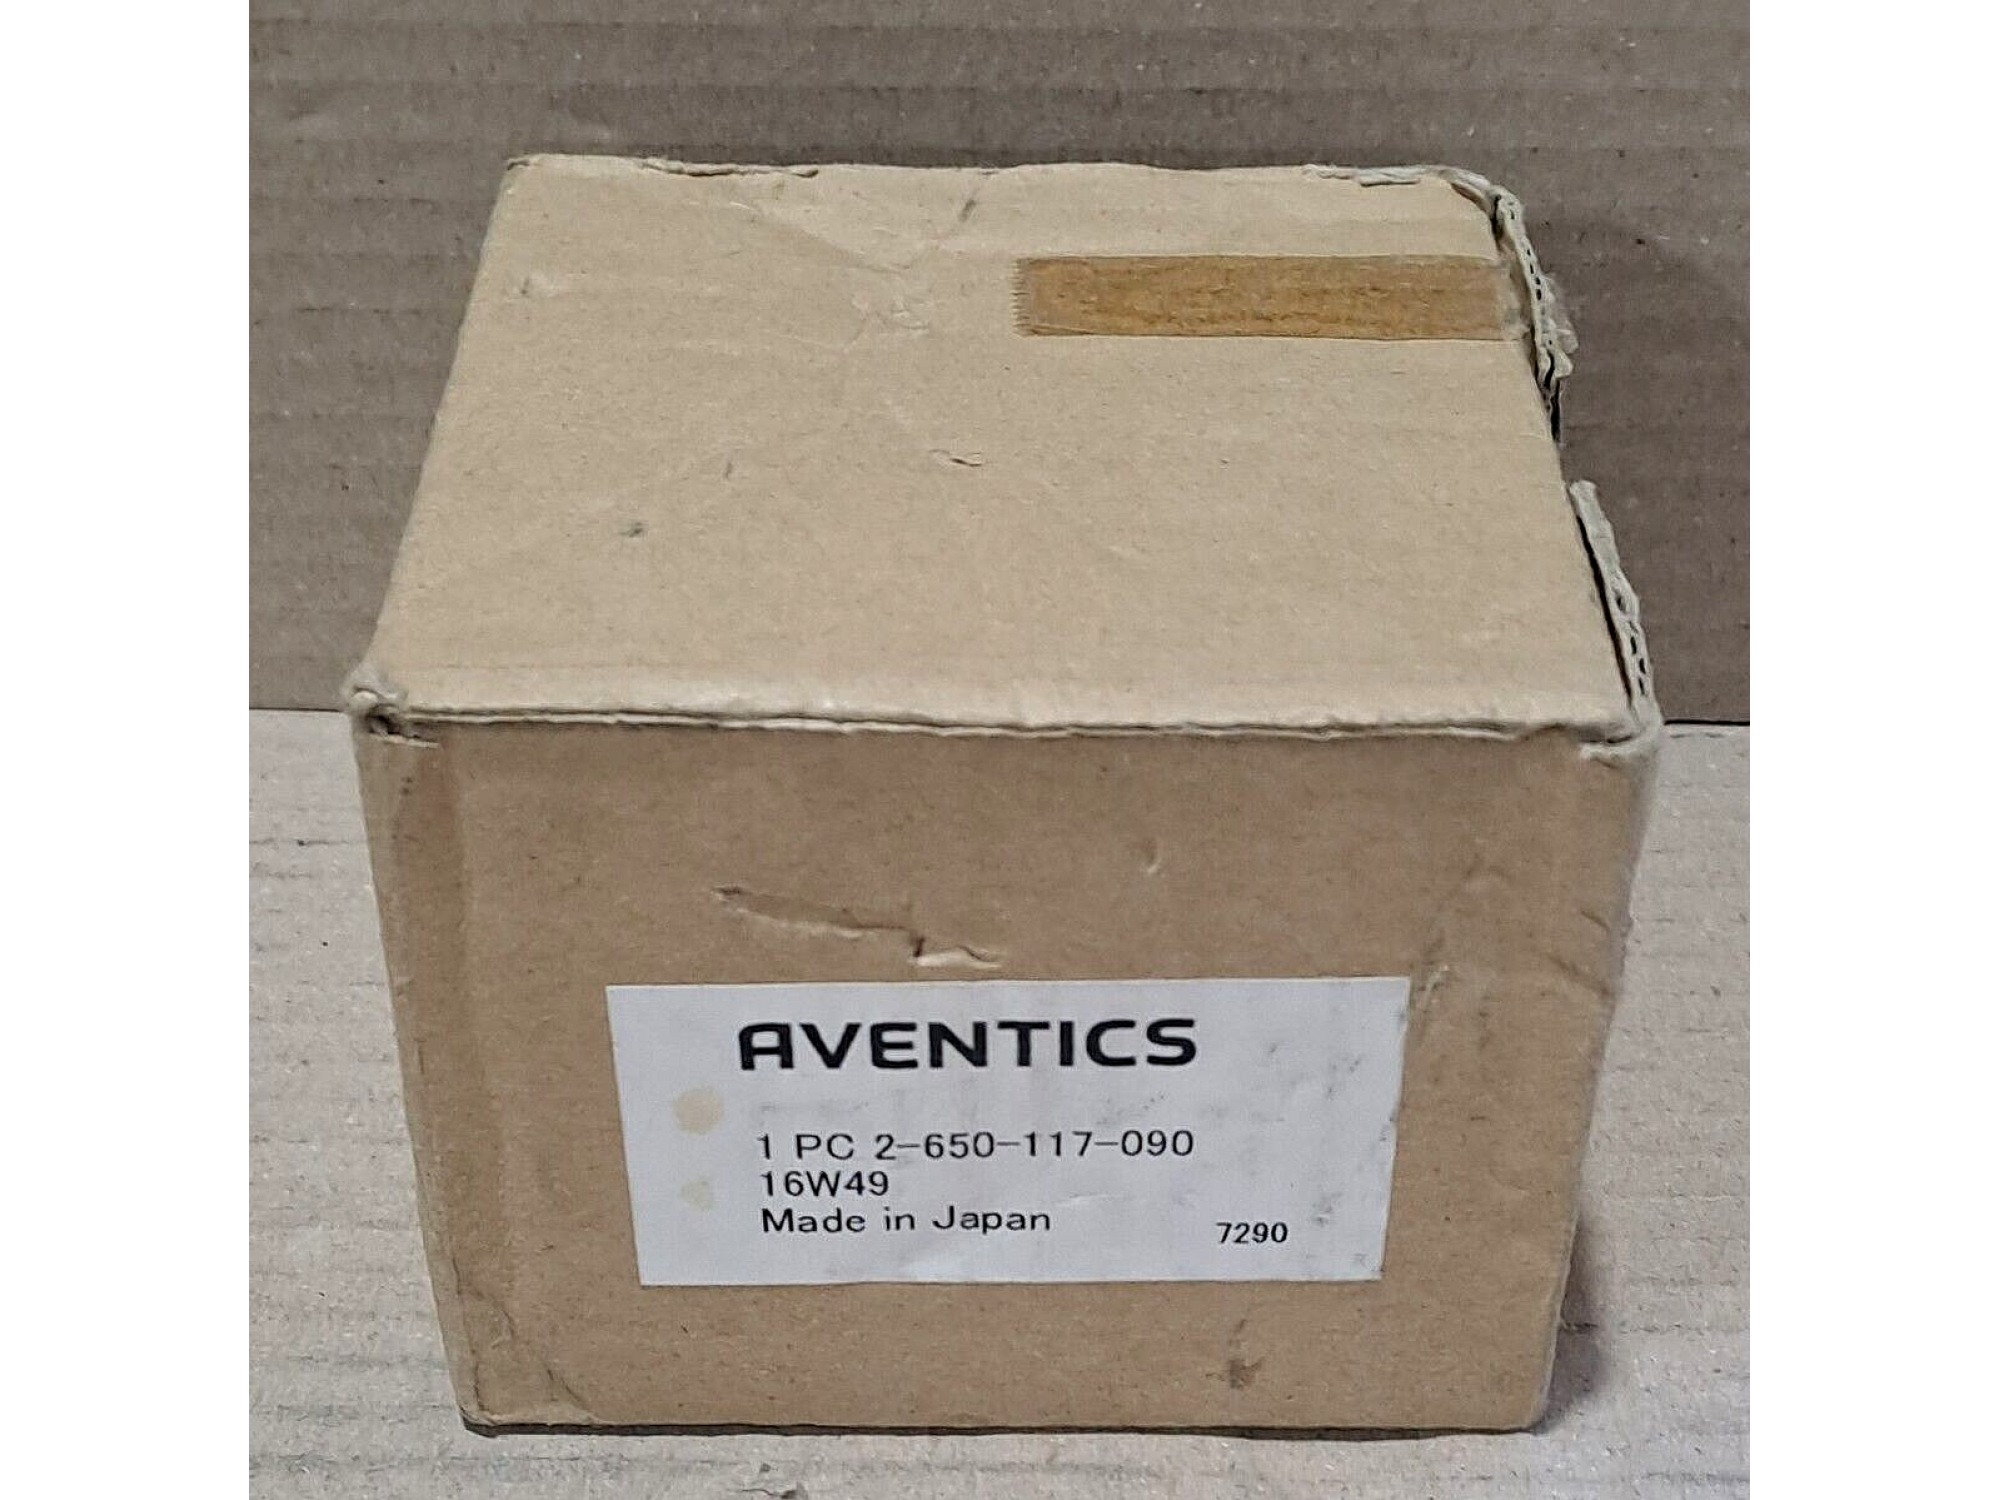 AVENTICS
1 PC 2-650-117-090
16W49
Made in Japan
7290